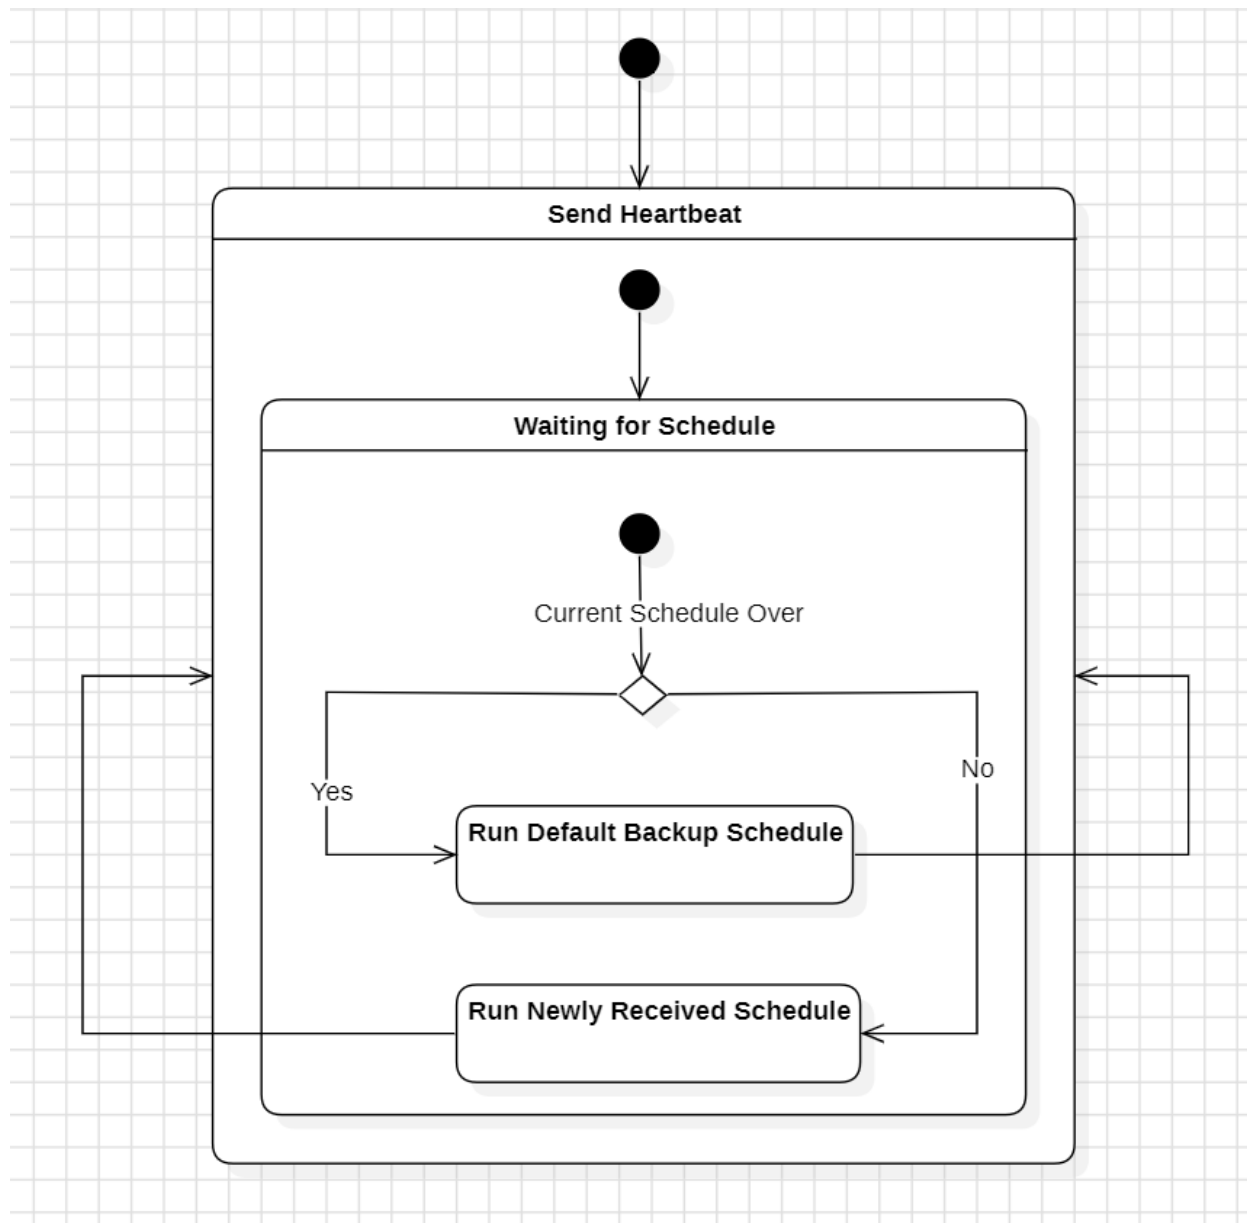 Send Heartbeat
Waiting for Schedule
Current Schedule Over
No
Yes
Run Default Backup Schedule
Run Newly Received Schedule